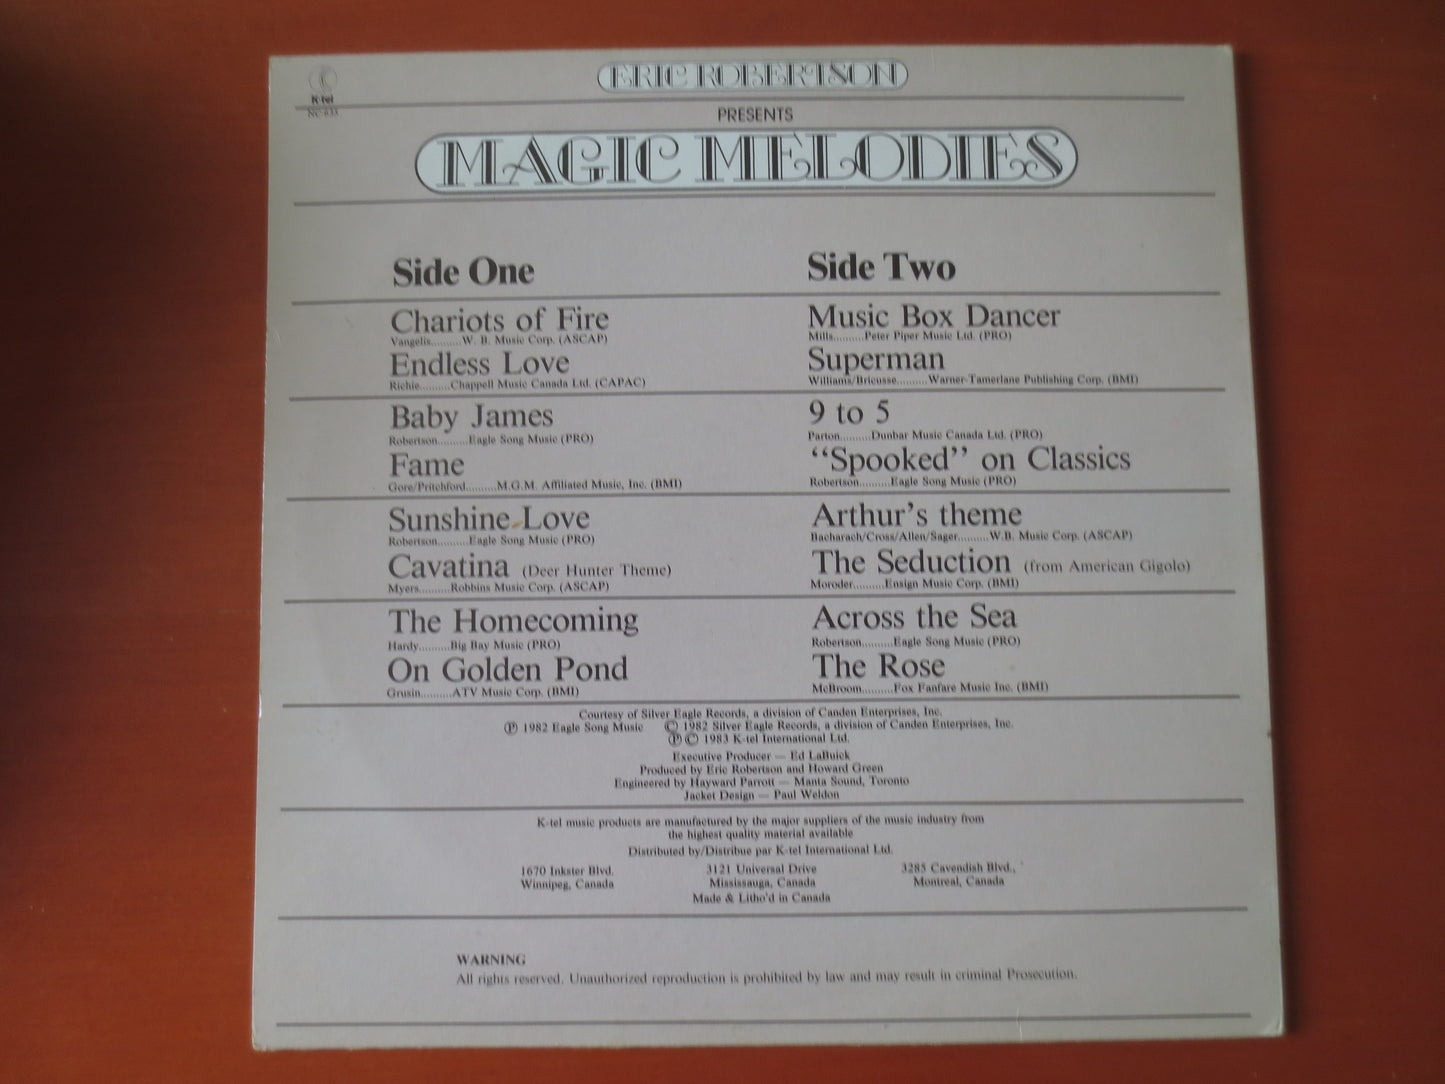 ERIC ROBERTSON
K-tel
NC 633
PRESENTS
MAGIC MELODIES
Side One
Chariots of Fire
Vangelis..........W. B. Music Corp. (ASCAP)
Endless Love
Richie..........Chappell Music Canada Ltd. (CAPAC)
Baby James
Robertson..........Eagle Song Music (PRO)
Fame
Gore/Pritchford..........M.G.M. Affiliated Music, Inc. (BMI)
Sunshine Love
Robertson..........Eagle Song Music (PRO)
Cavatina (Deer Hunter Theme)
Myers..........Robbins Music Corp. (ASCAP)
The Homecoming
Hardy..........Big Bay Music (PRO)
On Golden Pond
Grusin..........ATV Music Corp. (BMI)
Side Two
Music Box Dancer
Mills..........Peter Piper Music Ltd. (PRO)
Superman
Williams/Bricusse..........Warner-Tamerlane Publishing Corp. (BMI)
9 to 5
Parton..........Dunbar Music Canada Ltd. (PRO)
“Spooked” on Classics
Robertson..........Eagle Song Music (PRO)
Arthur's theme
Bacharach/Cross/Allen/Sager..........W.B. Music Corp. (ASCAP)
The Seduction (from American Gigolo)
Moroder..........Ensign Music Corp. (BMI)
Across the Sea
Robertson..........Eagle Song Music (PRO)
The Rose
McBroom..........Fox Fanfare Music Inc. (BMI)
Courtesy of Silver Eagle Records, a division of Canden Enterprises, Inc.
Ⓟ 1982 Eagle Song Music © 1982 Silver Eagle Records, a division of Canden Enterprises, Inc.
Ⓟ © 1983 K-tel International Ltd.
Executive Producer — Ed LaBuick
Produced by Eric Robertson and Howard Green
Engineered by Hayward Parrott — Manta Sound, Toronto
Jacket Design — Paul Weldon
K-tel music products are manufactured by the major suppliers of the music industry from
the highest quality material available
Distributed by/Distribue par K-tel International Ltd.
1670 Inkster Blvd.
Winnipeg, Canada
3121 Universal Drive
Mississauga, Canada
3285 Cavendish Blvd.,
Montreal, Canada
Made & Litho'd in Canada
WARNING
All rights reserved. Unauthorized reproduction is prohibited by law and may result in criminal Prosecution.